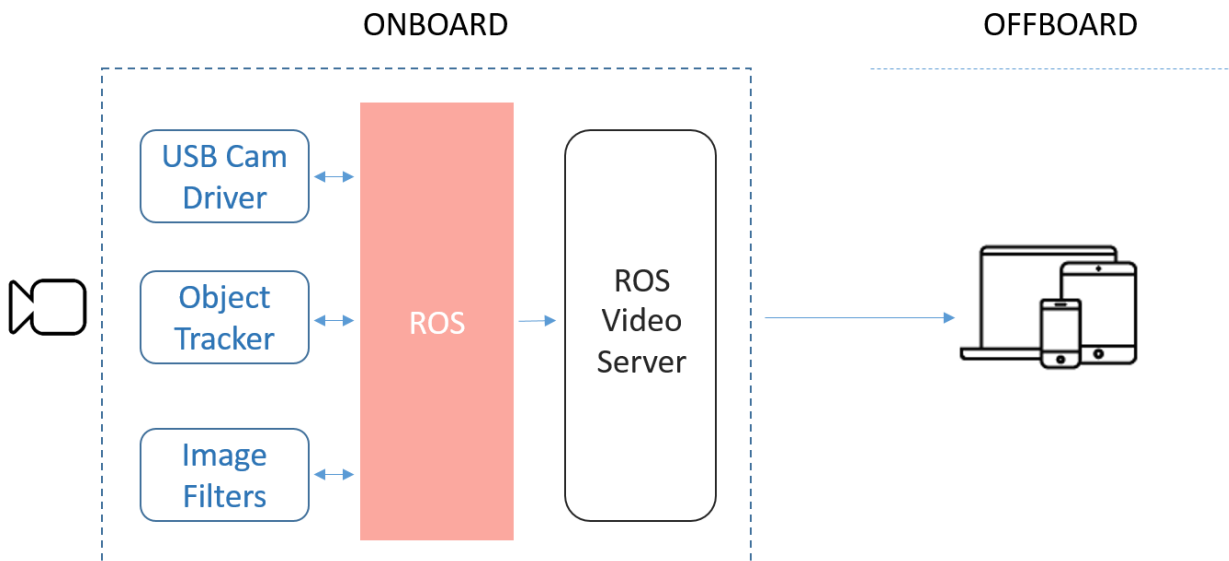 ONBOARD
OFFBOARD
USB Cam
Driver
Object
Tracker
Image
Filters
ROS
ROS
Video
Server